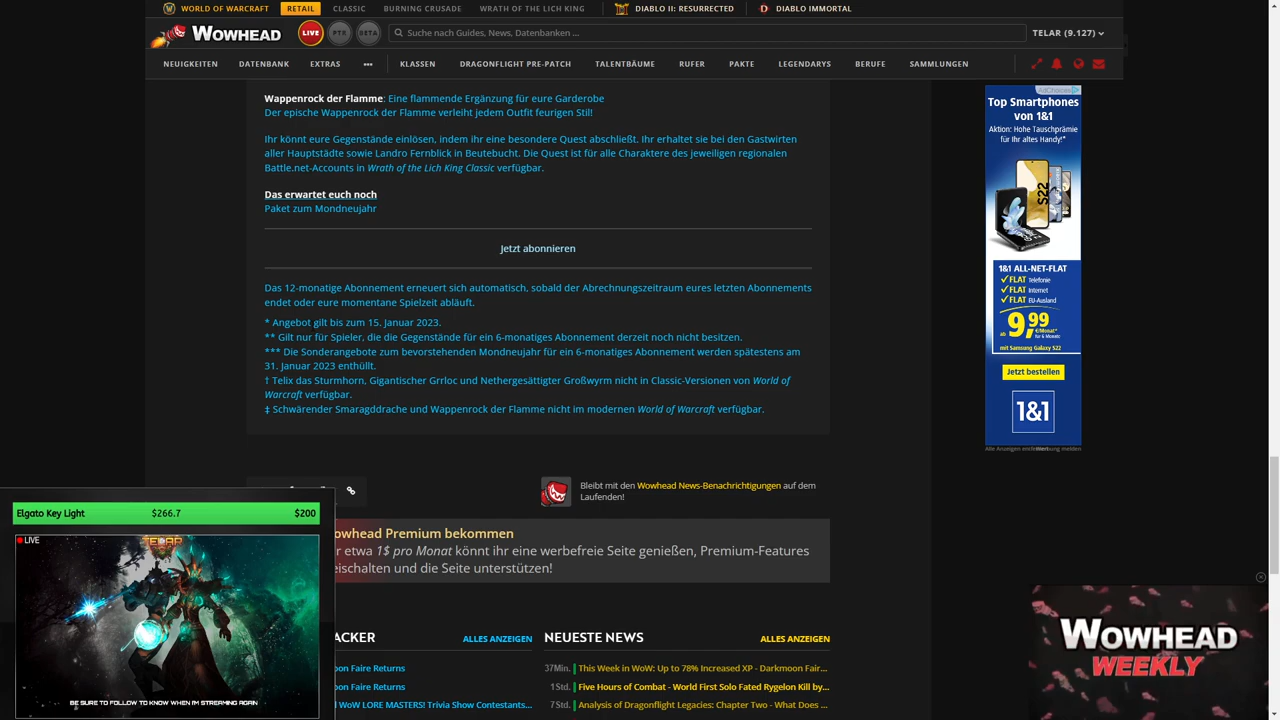 WORLD OF WARCRAFT RETAIL CLASSIC BURNING CRUSADE WRATH OF THE LICH KING DIABLO II: RESURRECTED DIABLO IMMORTAL
WOWHEAD LIVE PTR BETA Suche nach Guides, News, Datenbanken ... TELAR (9.127)
NEUIGKEITEN DATENBANK EXTRAS ••• KLASSEN DRAGONFLIGHT PRE-PATCH TALENTBÄUME RUFER PAKTE LEGENDARYS BERUFE SAMMLUNGEN
Wappenrock der Flamme: Eine flammende Ergänzung für eure Garderobe
Der epische Wappenrock der Flamme verleiht jedem Outfit feurigen Stil!
Ihr könnt eure Gegenstände einlösen, indem ihr eine besondere Quest abschließt. Ihr erhaltet sie bei den Gastwirten
aller Hauptstädte sowie Landro Fernblick in Beutebucht. Die Quest ist für alle Charaktere des jeweiligen regionalen
Battle.net-Accounts in Wrath of the Lich King Classic verfügbar.
Das erwartet euch noch
Paket zum Mondneujahr
Jetzt abonnieren
Das 12-monatige Abonnement erneuert sich automatisch, sobald der Abrechnungszeitraum eures letzten Abonnements
endet oder eure momentane Spielzeit abläuft.
* Angebot gilt bis zum 15. Januar 2023.
** Gilt nur für Spieler, die die Gegenstände für ein 6-monatiges Abonnement derzeit noch nicht besitzen.
*** Die Sonderangebote zum bevorstehenden Mondneujahr für ein 6-monatiges Abonnement werden spätestens am
31. Januar 2023 enthüllt.
† Telix das Sturmhorn, Gigantischer Grrloc und Nethergesättigter Großwyrm nicht in Classic-Versionen von World of
Warcraft verfügbar.
‡ Schwärender Smaragddrache und Wappenrock der Flamme nicht im modernen World of Warcraft verfügbar.
AdChoices
Top Smartphones
von 1&1
Aktion: Hohe Tauschprämie
für Ihr altes Handy!*
S22
1&1 ALL-NET-FLAT
FLAT Telefonie
FLAT Internet
FLAT EU-Ausland
ab 9,99 €/Monat*
für 6 Monate
mit Samsung Galaxy S22
Jetzt bestellen
1&1
Alle Anzeigen
Bleibt mit den Wowhead News-Benachrichtigungen auf dem
Laufenden!
owhead Premium bekommen
r etwa 1$ pro Monat könnt ihr eine werbefreie Seite genießen, Premium-Features
eischalten und die Seite unterstützen!
ACKER ALLES ANZEIGEN
oon Faire Returns
oon Faire Returns
WoW LORE MASTERS! Trivia Show Contestants...
NEUESTE NEWS ALLES ANZEIGEN
37Min. This Week in WoW: Up to 78% Increased XP - Darkmoon Fair...
1Std. Five Hours of Combat - World First Solo Fated Rygelon Kill by...
7Std. Analysis of Dragonflight Legacies: Chapter Two - What Does ...
Elgato Key Light $266.7 $200
LIVE
TELAR
BE SURE TO FOLLOW TO KNOW WHEN I'M STREAMING AGAIN
WOWHEAD
WEEKLY